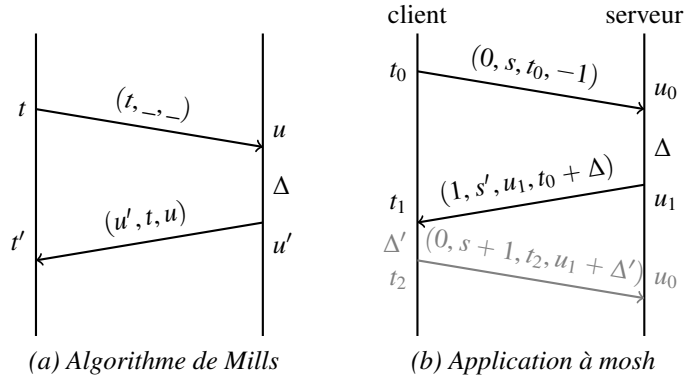 client serveur
t₀
(0, s, t₀, −1)
u₀
t
(t, _, _)
u
Δ
Δ
(1, s′, u₁, t₀ + Δ)
t₁
u₁
(u′, t, u)
t′
u′
Δ′
(0, s + 1, t₂, u₁ + Δ′)
t₂
u₀
(a) Algorithme de Mills
(b) Application à mosh